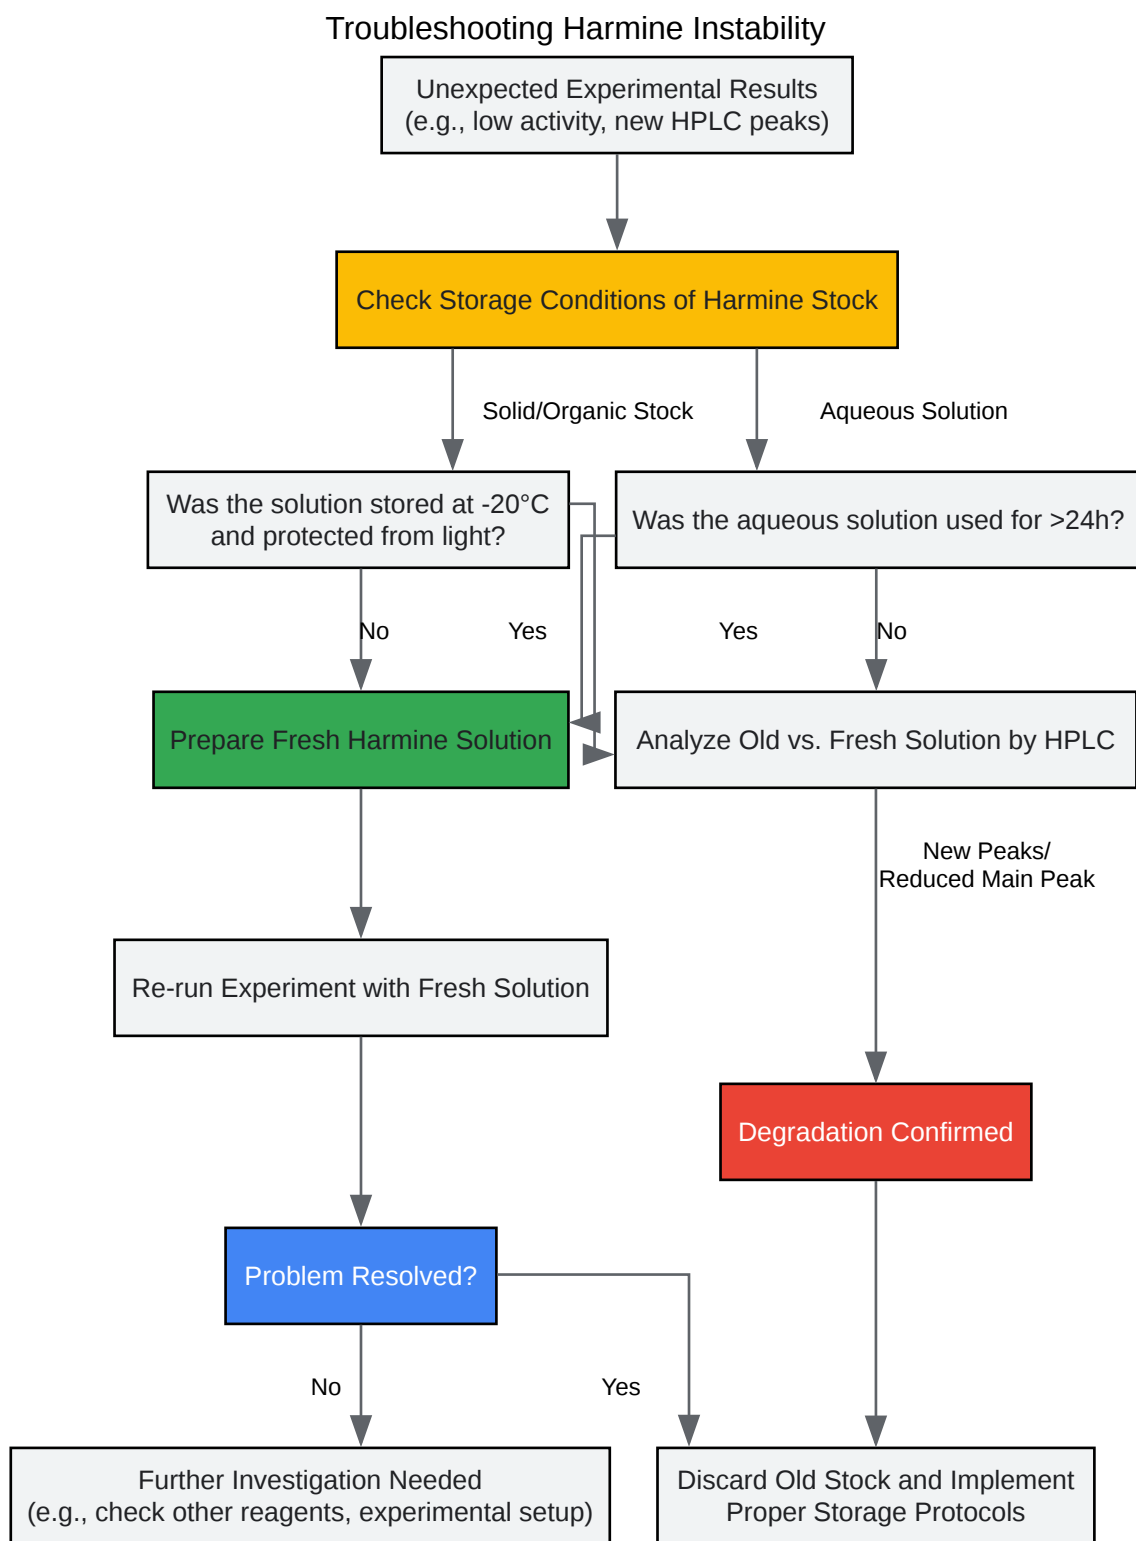 Troubleshooting Harmine Instability
Unexpected Experimental Results
(e.g., low activity, new HPLC peaks)
Check Storage Conditions of Harmine Stock
Solid/Organic Stock
Aqueous Solution
Was the solution stored at -20°C
and protected from light?
Was the aqueous solution used for >24h?
No
Yes
Yes
No
Prepare Fresh Harmine Solution
Analyze Old vs. Fresh Solution by HPLC
New Peaks/
Reduced Main Peak
Re-run Experiment with Fresh Solution
Degradation Confirmed
Problem Resolved?
No
Yes
Further Investigation Needed
(e.g., check other reagents, experimental setup)
Discard Old Stock and Implement
Proper Storage Protocols